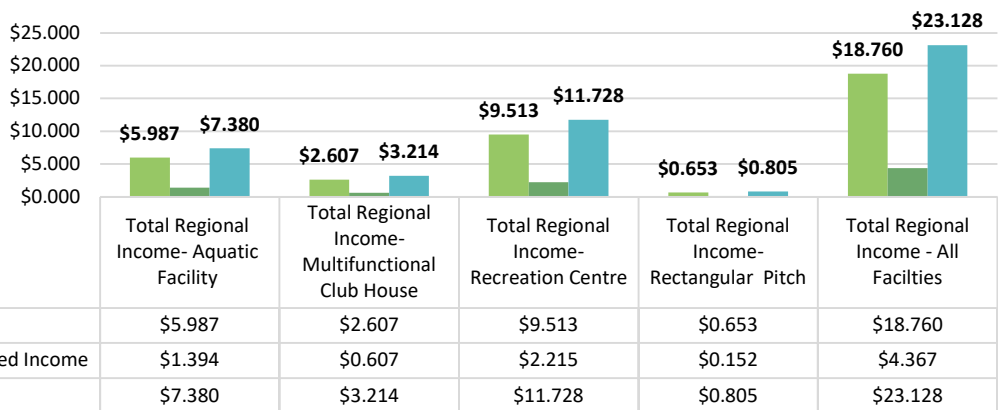 $25.000
$20.000
$15.000
$10.000
$5.000
$0.000
$5.987
$7.380
$2.607
$3.214
$9.513
$11.728
$0.653
$0.805
$18.760
$23.128
Total Regional
Income- Aquatic
Facility
Total Regional
Income-
Multifunctional
Club House
Total Regional
Income-
Recreation Centre
Total Regional
Income-
Rectangular Pitch
Total Regional
Income - All
Facilties
$5.987 $2.607 $9.513 $0.653 $18.760
ed Income $1.394 $0.607 $2.215 $0.152 $4.367
$7.380 $3.214 $11.728 $0.805 $23.128